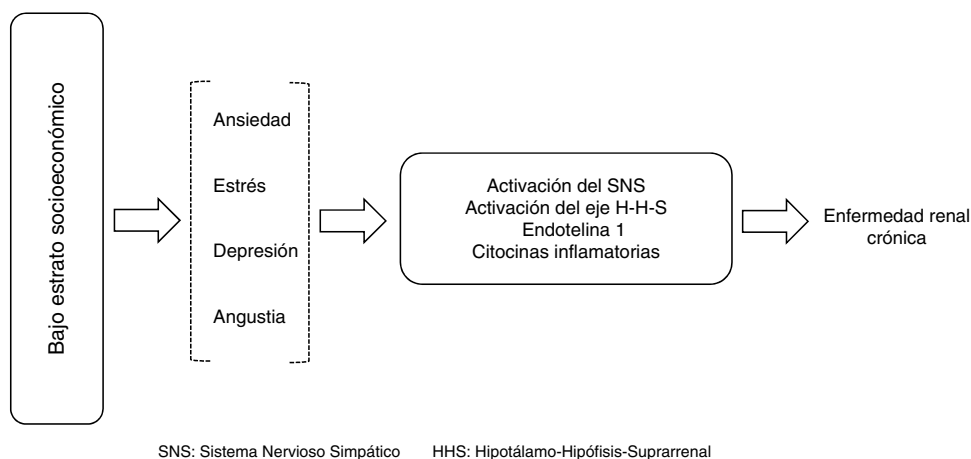 Bajo estrato socioeconómico
Ansiedad
Estrés
Depresión
Angustia
Activación del SNS
Activación del eje H-H-S
Endotelina 1
Citocinas inflamatorias
Enfermedad renal
crónica
SNS: Sistema Nervioso Simpático HHS: Hipotálamo-Hipófisis-Suprarrenal